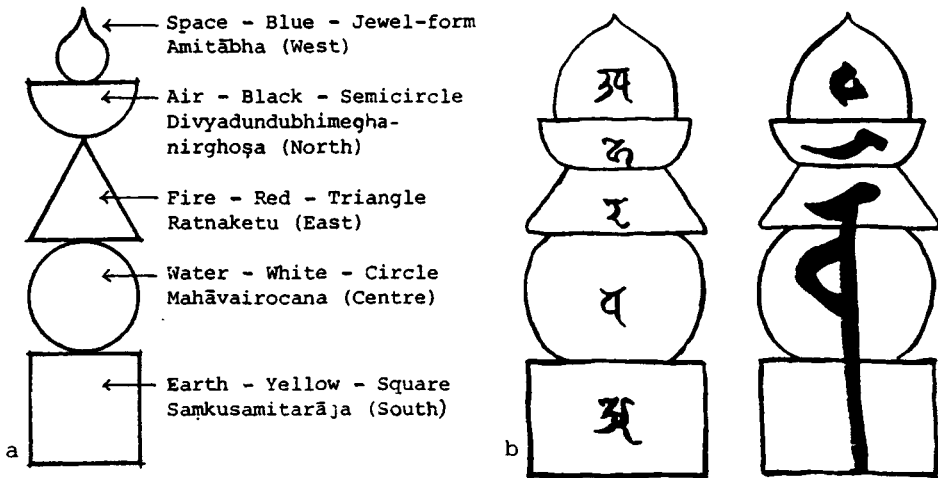 Space - Blue - Jewel-form
Amitābha (West)
Air - Black - Semicircle
Divyadundubhimegha-
nirghoṣa (North)
Fire - Red - Triangle
Ratnaketu (East)
Water - White - Circle
Mahāvairocana (Centre)
Earth - Yellow - Square
Saṃkusamitarāja (South)
a
b